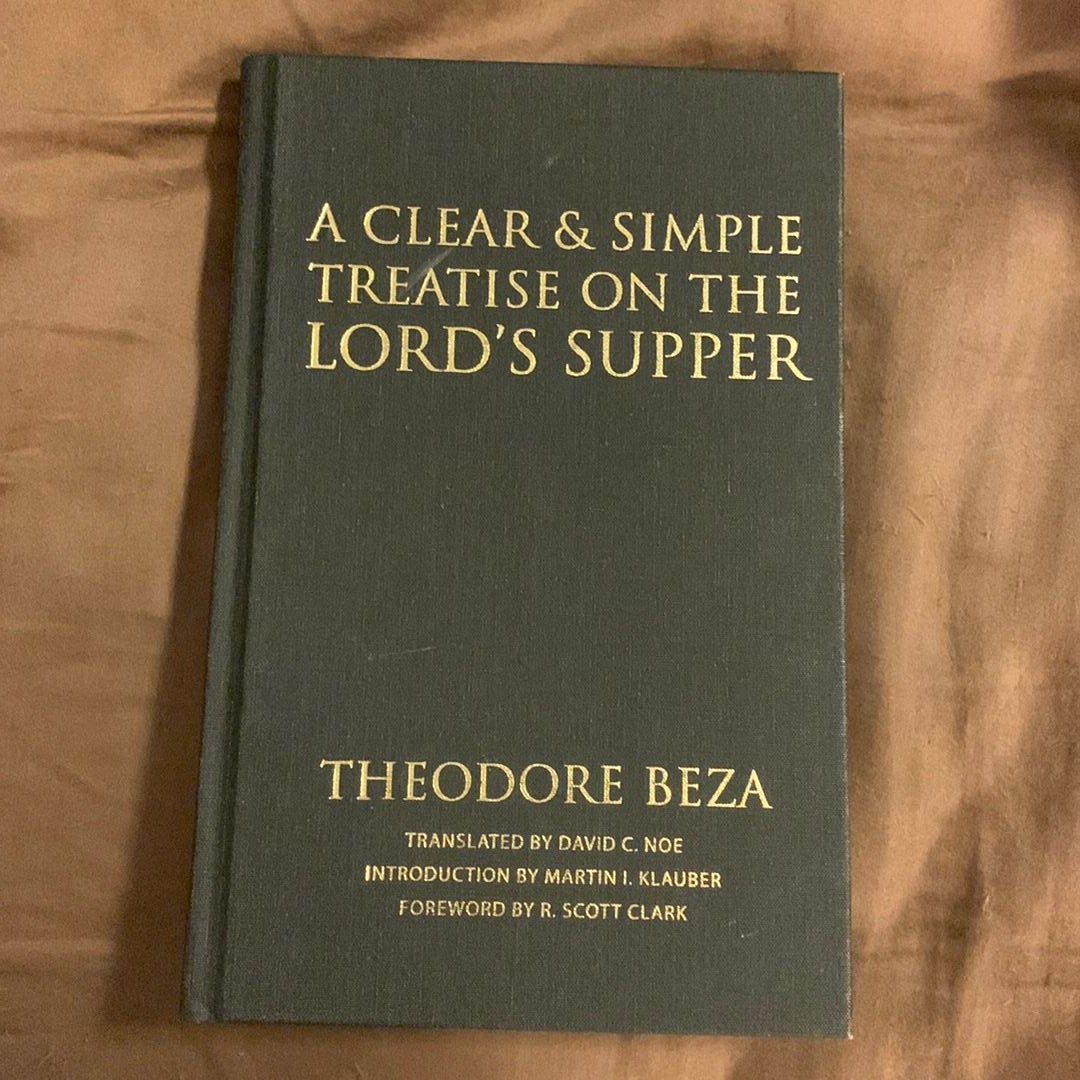 A CLEAR & SIMPLE
TREATISE ON THE
LORD'S SUPPER
THEODORE BEZA
TRANSLATED BY DAVID C. NOE
INTRODUCTION BY MARTIN I. KLAUBER
FOREWORD BY R. SCOTT CLARK